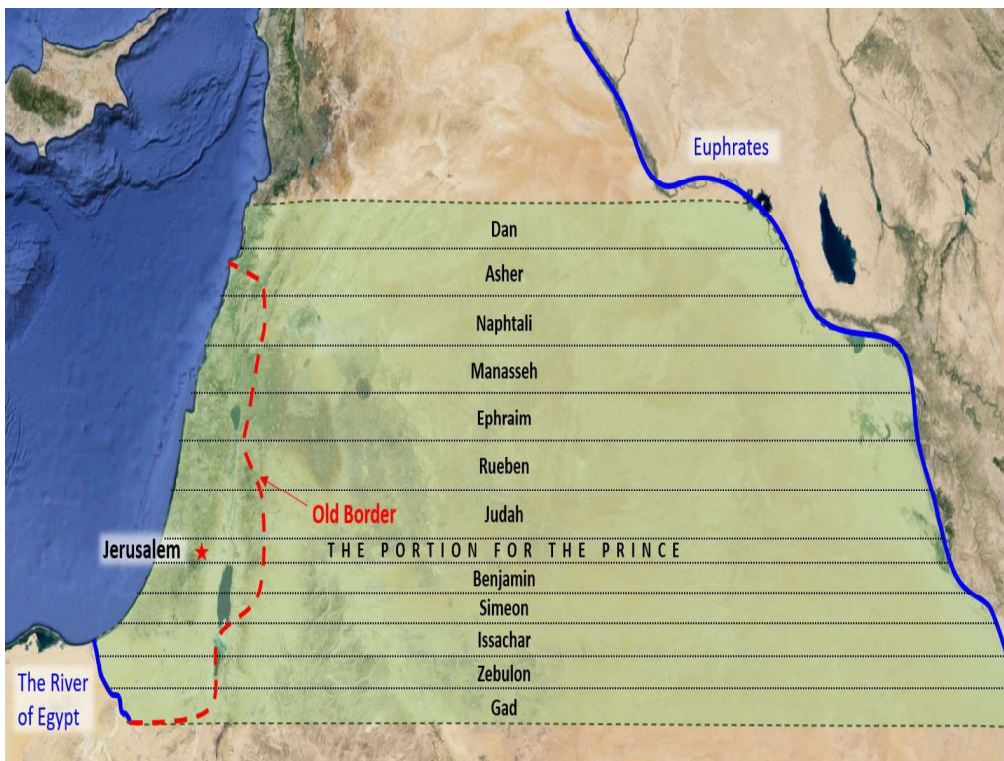 Euphrates
Dan
Asher
Naphtali
Manasseh
Ephraim
Rueben
Old Border
Judah
Jerusalem
THE PORTION FOR THE PRINCE
Benjamin
Simeon
Issachar
Zebulon
The River
of Egypt
Gad